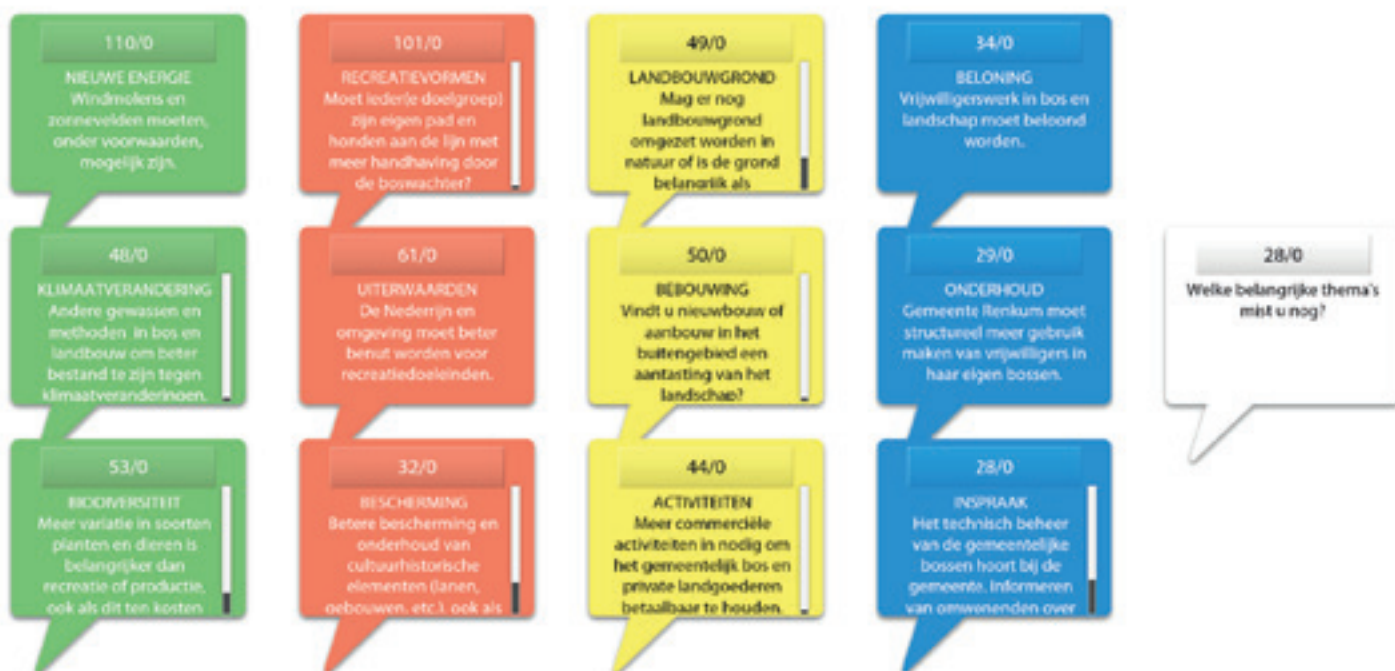 110/0
NIEUWE ENERGIE
Windmolens en
zonnevelden moeten,
onder voorwaarden,
mogelijk zijn.
101/0
RECREATIEVORMEN
Moet ieder(e doelgroep)
zijn eigen pad en
honden aan de lijn met
meer handhaving door
de boswachter?
49/0
LANDBOUWGROND
Mag er nog
landbouwgrond
omgezet worden in
natuur of is de grond
belangrijk als
34/0
BELONING
Vrijwilligerswerk in bos en
landschap moet beloond
worden.
48/0
KLIMAATVERANDERING
Andere gewassen en
methoden in bos en
landbouw om beter
bestand te zijn tegen
klimaatveranderingen.
61/0
UITERWAARDEN
De Nederrijn en
omgeving moet beter
benut worden voor
recreatiedoeleinden.
50/0
BEBOUWING
Vindt u nieuwbouw of
aanbouw in het
buitengebied een
aantasting van het
landschap?
29/0
ONDERHOUD
Gemeente Renkum moet
structureel meer gebruik
maken van vrijwilligers in
haar eigen bossen.
28/0
Welke belangrijke thema's
mist u nog?
53/0
BIODIVERSITEIT
Meer variatie in soorten
planten en dieren is
belangrijker dan
recreatie of productie,
ook als dit ten kosten
32/0
BESCHERMING
Betere bescherming en
onderhoud van
cultuurhistorische
elementen (lanen,
gebouwen, etc.), ook als
44/0
ACTIVITEITEN
Meer commerciële
activiteiten in nodig om
het gemeentelijk bos en
private landgoederen
betaalbaar te houden.
28/0
INSPRAAK
Het technisch beheer
van de gemeentelijke
bossen hoort bij de
gemeente. Informeren
van omwonenden over